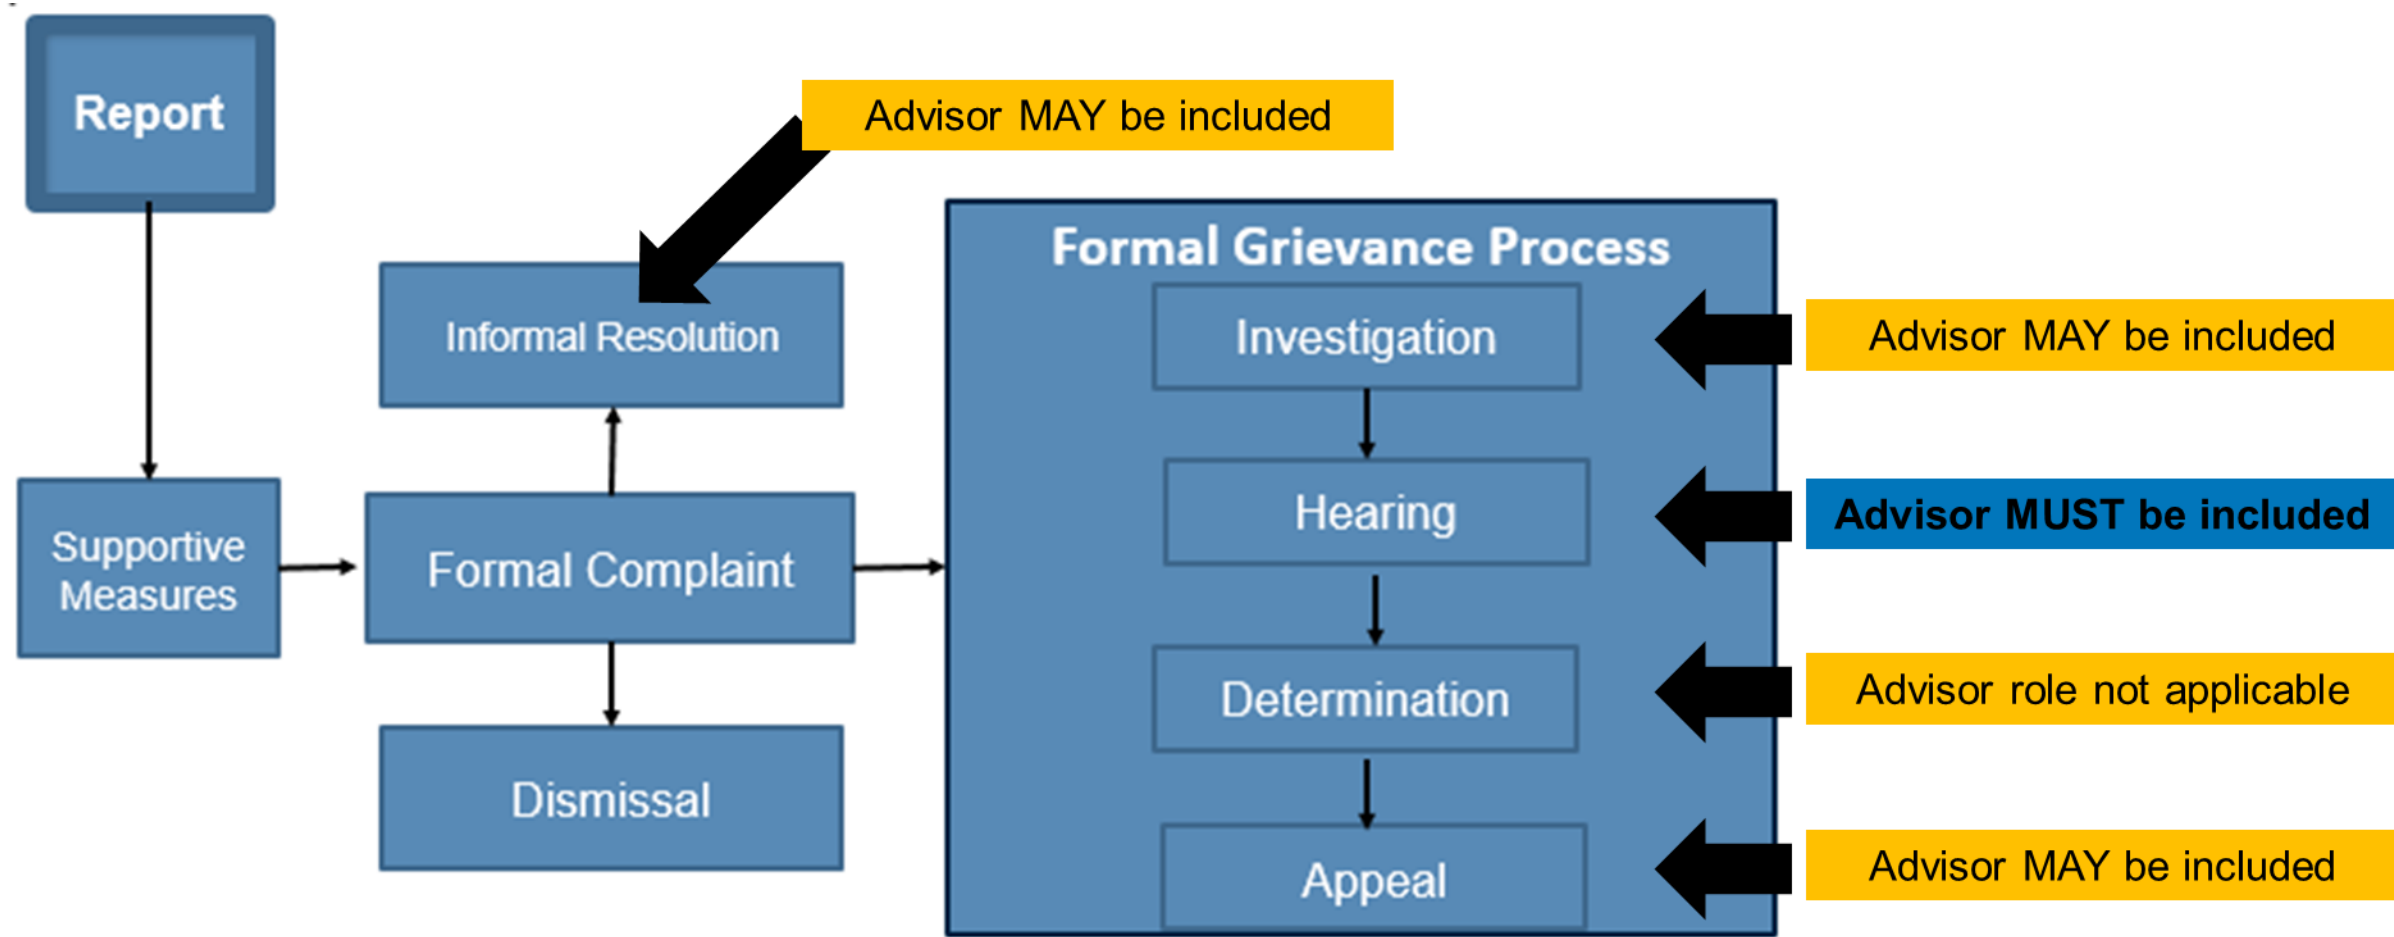 Report
Advisor MAY be included
Informal Resolution
Supportive
Measures
Formal Complaint
Dismissal
Formal Grievance Process
Investigation
Advisor MAY be included
Hearing
Advisor MUST be included
Determination
Advisor role not applicable
Appeal
Advisor MAY be included